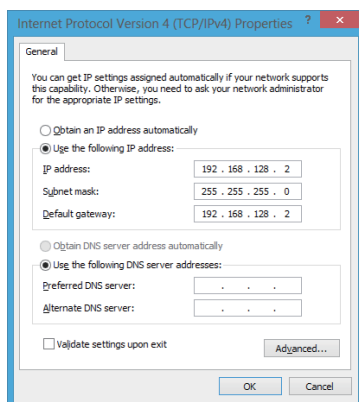 Internet Protocol Version 4 (TCP/IPv4) Properties ? ×
General
You can get IP settings assigned automatically if your network supports
this capability. Otherwise, you need to ask your network administrator
for the appropriate IP settings.
Obtain an IP address automatically
Use the following IP address:
IP address: 192 . 168 . 128 . 2
Subnet mask: 255 . 255 . 255 . 0
Default gateway: 192 . 168 . 128 . 2
Obtain DNS server address automatically
Use the following DNS server addresses:
Preferred DNS server: . . .
Alternate DNS server: . . .
Validate settings upon exit
Advanced...
OK Cancel